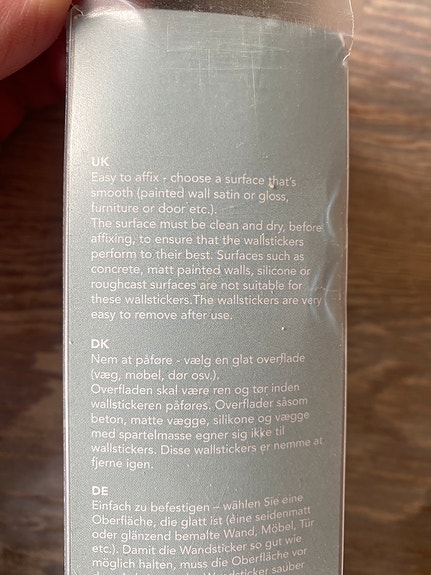 UK
Easy to affix - choose a surface that's
smooth (painted wall satin or gloss,
furniture or door etc.).
The surface must be clean and dry, before
affixing, to ensure that the wallstickers
perform to their best. Surfaces such as
concrete, matt painted walls, silicone or
roughcast surfaces are not suitable for
these wallstickers.The wallstickers are very
easy to remove after use.
DK
Nem at påføre - vælg en glat overflade
(væg, møbel, dør osv.).
Overfladen skal være ren og tør inden
wallstickeren påføres. Overflader såsom
beton, matte vægge, silikone og vægge
med spartelmasse egner sig ikke til
wallstickers. Disse wallstickers er nemme at
fjerne igen.
DE
Einfach zu befestigen – wählen Sie eine
Oberfläche, die glatt ist (eine seidenmatt
oder glänzend bemalte Wand, Möbel, Tür
etc.). Damit die Wandsticker so gut wie
möglich halten, muss die Oberfläche vor
Wandsticker sauber